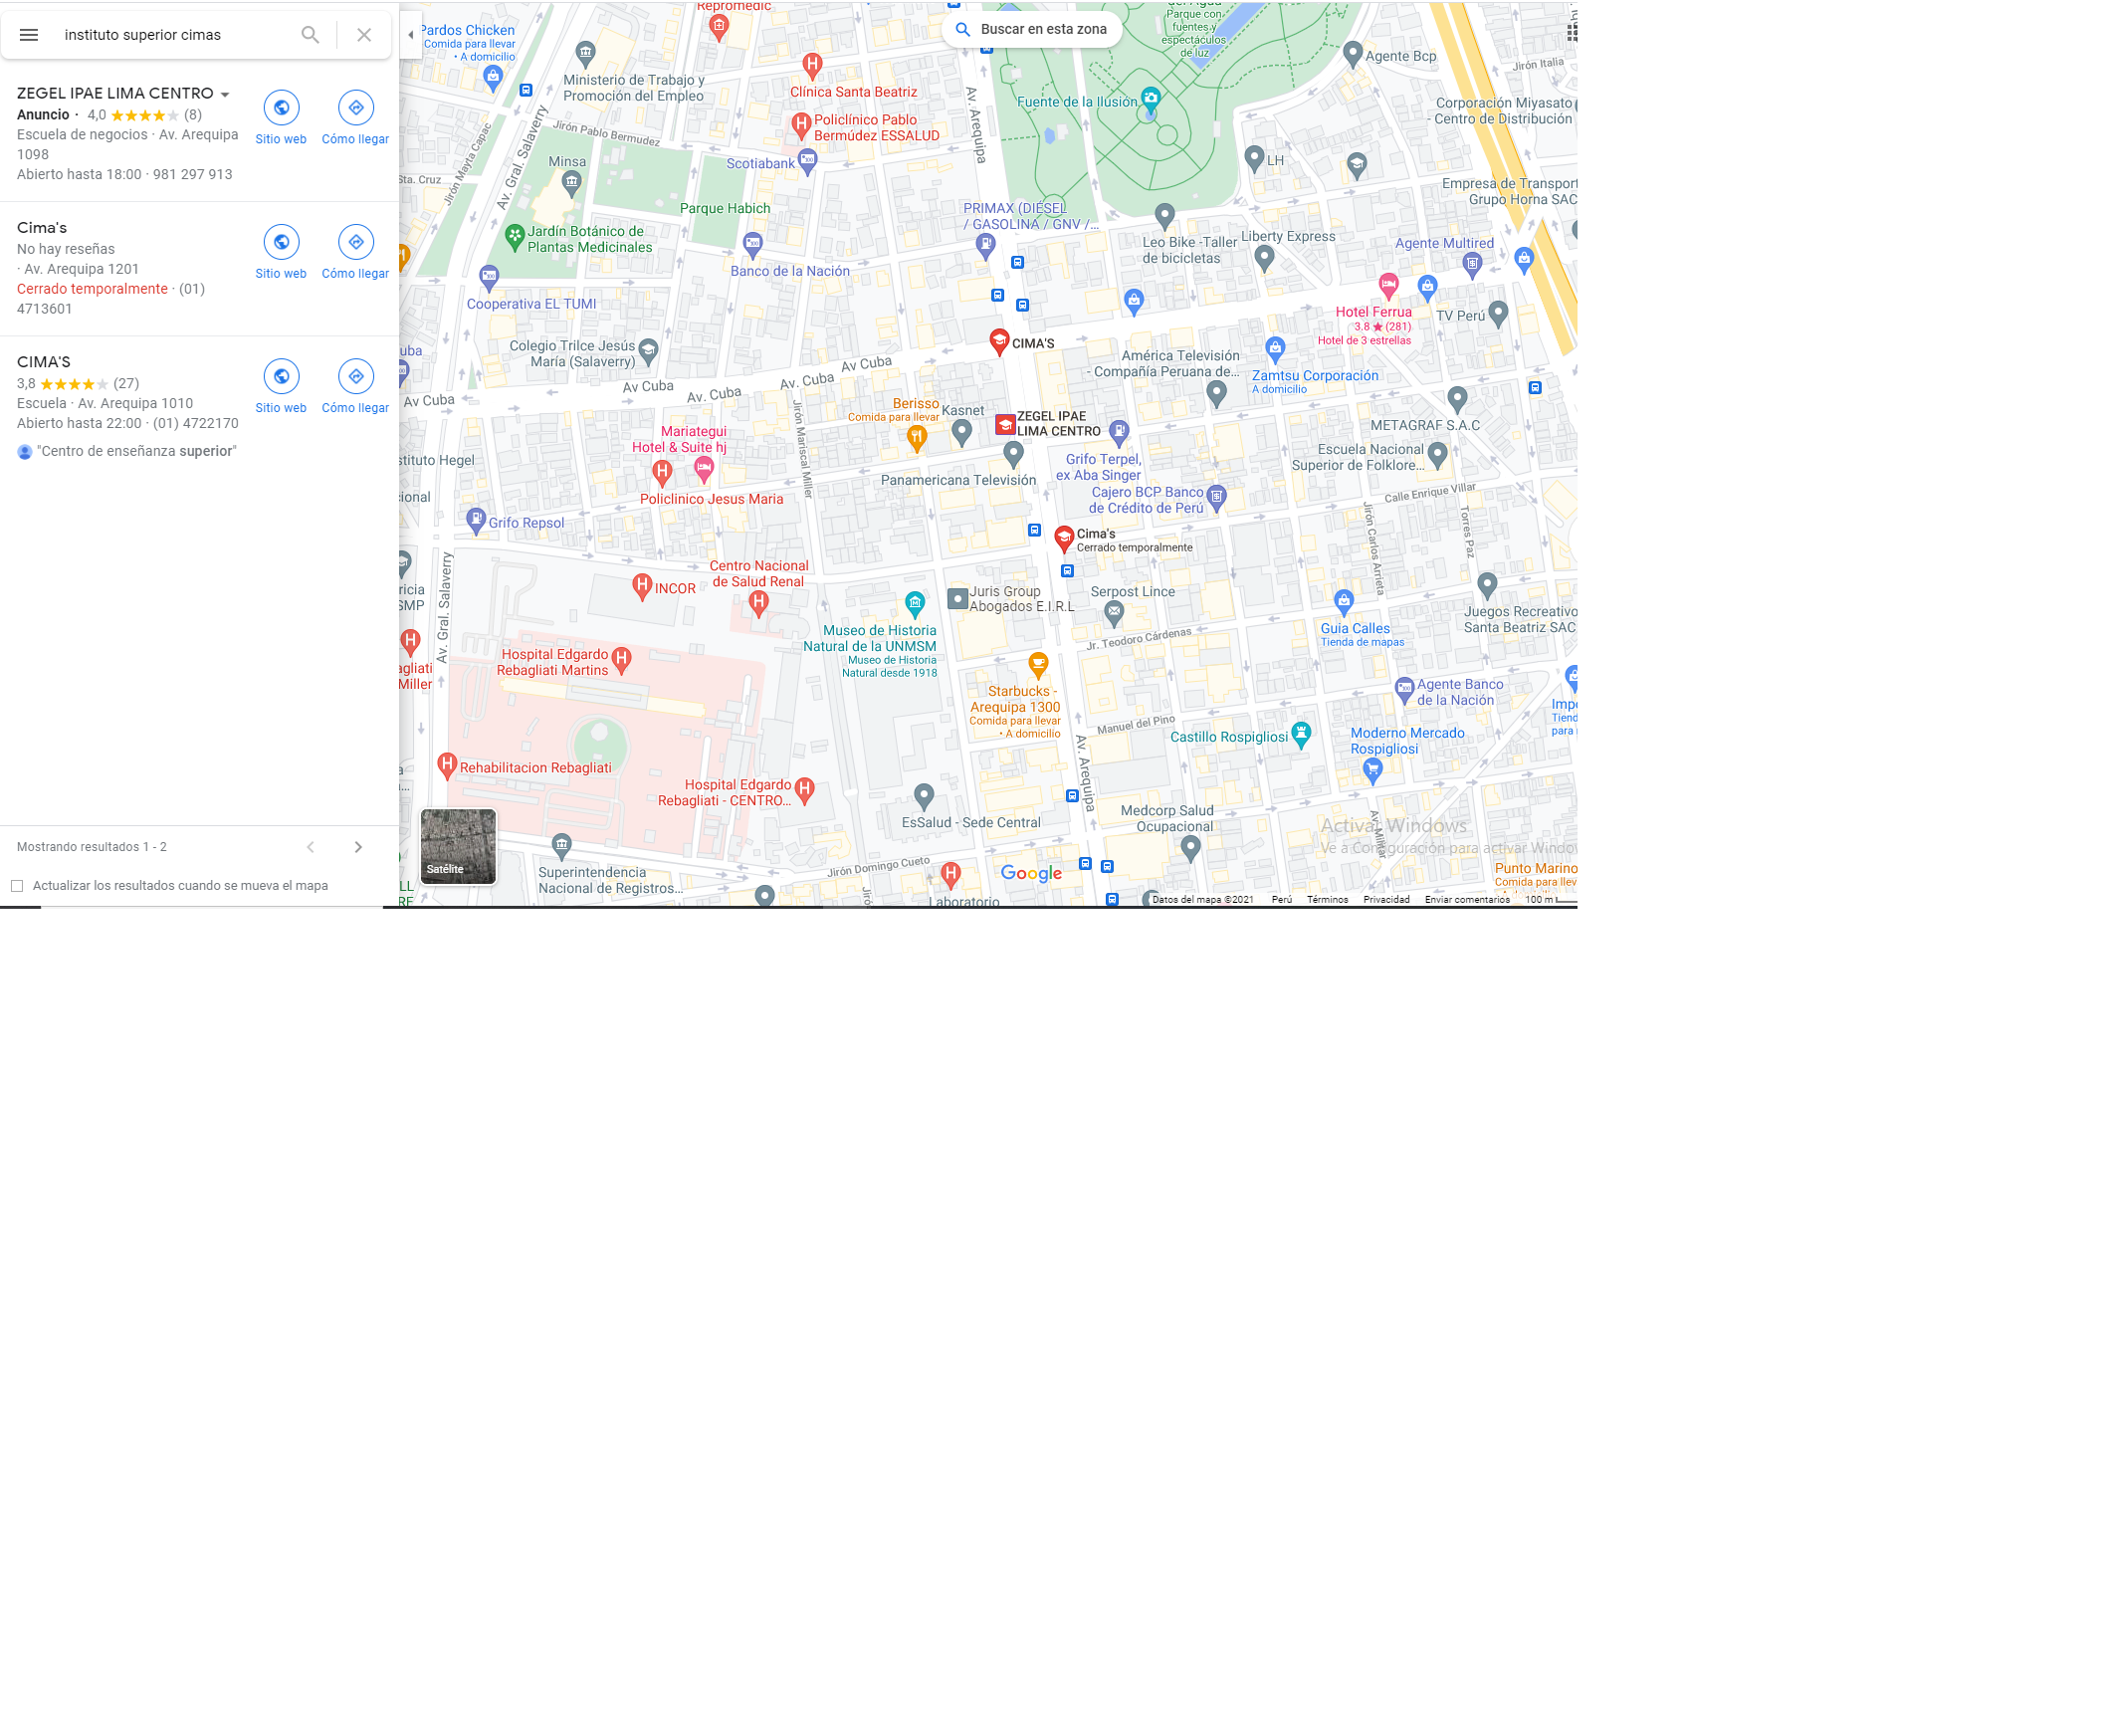 instituto superior cimas
ZEGEL IPAE LIMA CENTRO
Anuncio · 4,0 (8)
Escuela de negocios · Av. Arequipa
1098
Abierto hasta 18:00 · 981 297 913
Sitio web
Cómo llegar
Cima's
No hay reseñas
· Av. Arequipa 1201
Cerrado temporalmente · (01)
4713601
Sitio web
Cómo llegar
CIMA'S
3,8 (27)
Escuela · Av. Arequipa 1010
Abierto hasta 22:00 · (01) 4722170
"Centro de enseñanza superior"
Sitio web
Cómo llegar
Mostrando resultados 1 - 2
Actualizar los resultados cuando se mueva el mapa
Buscar en esta zona
Repromedic
Pardos Chicken
Comida para llevar
• A domicilio
Ministerio de Trabajo y
Promoción del Empleo
Clínica Santa Beatriz
Policlínico Pablo
Bermúdez ESSALUD
Parque con
fuentes y
espectáculos
de luz
Fuente de la Ilusión
Agente Bcp
Jirón Italia
Corporación Miyasato
- Centro de Distribución
Jirón Mayta Capac
Av. Gral. Salaverry
Jirón Pablo Bermudez
Av. Arequipa
Minsa
Scotiabank
LH
Sta. Cruz
Empresa de Transport
Grupo Horna SAC
Parque Habich
PRIMAX (DIESEL
/ GASOLINA / GNV /...
Jardín Botánico de
Plantas Medicinales
Leo Bike -Taller
de bicicletas
Liberty Express
Agente Multired
Banco de la Nación
Cooperativa EL TUMI
Hotel Ferrua
3.8 ★ (281)
Hotel de 3 estrellas
TV Perú
Colegio Trilce Jesús
María (Salaverry)
CIMA'S
América Televisión
- Compañía Peruana de...
Zamtsu Corporación
A domicilio
uba
Av Cuba
Av Cuba
Av Cuba
Av Cuba
Av Cuba
Jirón Mariscal Miller
Berisso
Comida para llevar
Kasnet
ZEGEL IPAE
LIMA CENTRO
METAGRAF S.A.C
Mariategui
Hotel & Suite hj
Grifo Terpel,
ex Aba Singer
Escuela Nacional
Superior de Folklore...
stituto Hegel
Panamericana Televisión
cional
Policlinico Jesus Maria
Cajero BCP Banco
de Crédito de Perú
Calle Enrique Villar
Jirón Carlos Arrieta
Torres Paz
Grifo Repsol
Cima's
Cerrado temporalmente
Av. Gral. Salaverry
Centro Nacional
de Salud Renal
INCOR
ricia
SMP
Juris Group
Abogados E.I.R.L
Serpost Lince
Museo de Historia
Natural de la UNMSM
Museo de Historia
Natural desde 1918
Jr. Teodoro Cárdenas
Guia Calles
Tienda de mapas
Juegos Recreativo
Santa Beatriz SAC
Hospital Edgardo
Rebagliati Martins
agliati
Miller
Starbucks -
Arequipa 1300
Comida para llevar
• A domicilio
Agente Banco
de la Nación
Impo
Tiend
para
Manuel del Pino
Castillo Rospigliosi
Moderno Mercado
Rospigliosi
Av. Arequipa
Rehabilitacion Rebagliati
Hospital Edgardo
Rebagliati - CENTRO...
EsSalud - Sede Central
Medcorp Salud
Ocupacional
Av. Militar
Activar Windows
Ve a Configuración para activar Windo
Satélite
Superintendencia
Nacional de Registros...
Jirón Domingo Cueto
Google
Laboratorio
Punto Marino
Comida para llev
LL
RE
Datos del mapa ©2021 Perú Términos Privacidad Enviar comentarios 100 m